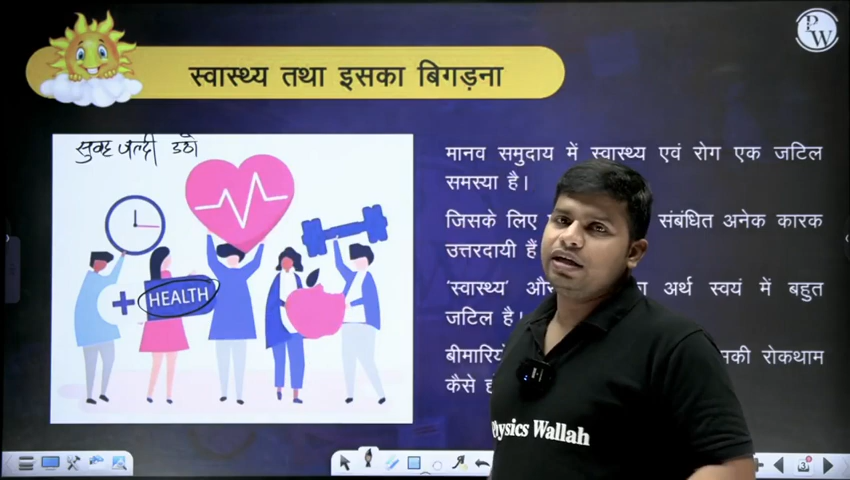 स्वास्थ्य तथा इसका बिगड़ना
PW
सुबह जल्दी उठो
HEALTH
मानव समुदाय में स्वास्थ्य एवं रोग एक जटिल
समस्या है।
जिसके लिए संबंधित अनेक कारक
उत्तरदायी हैं
'स्वास्थ्य' अर्थ स्वयं में बहुत
जटिल है।
रोकथाम
कैसे
Physics Wallah